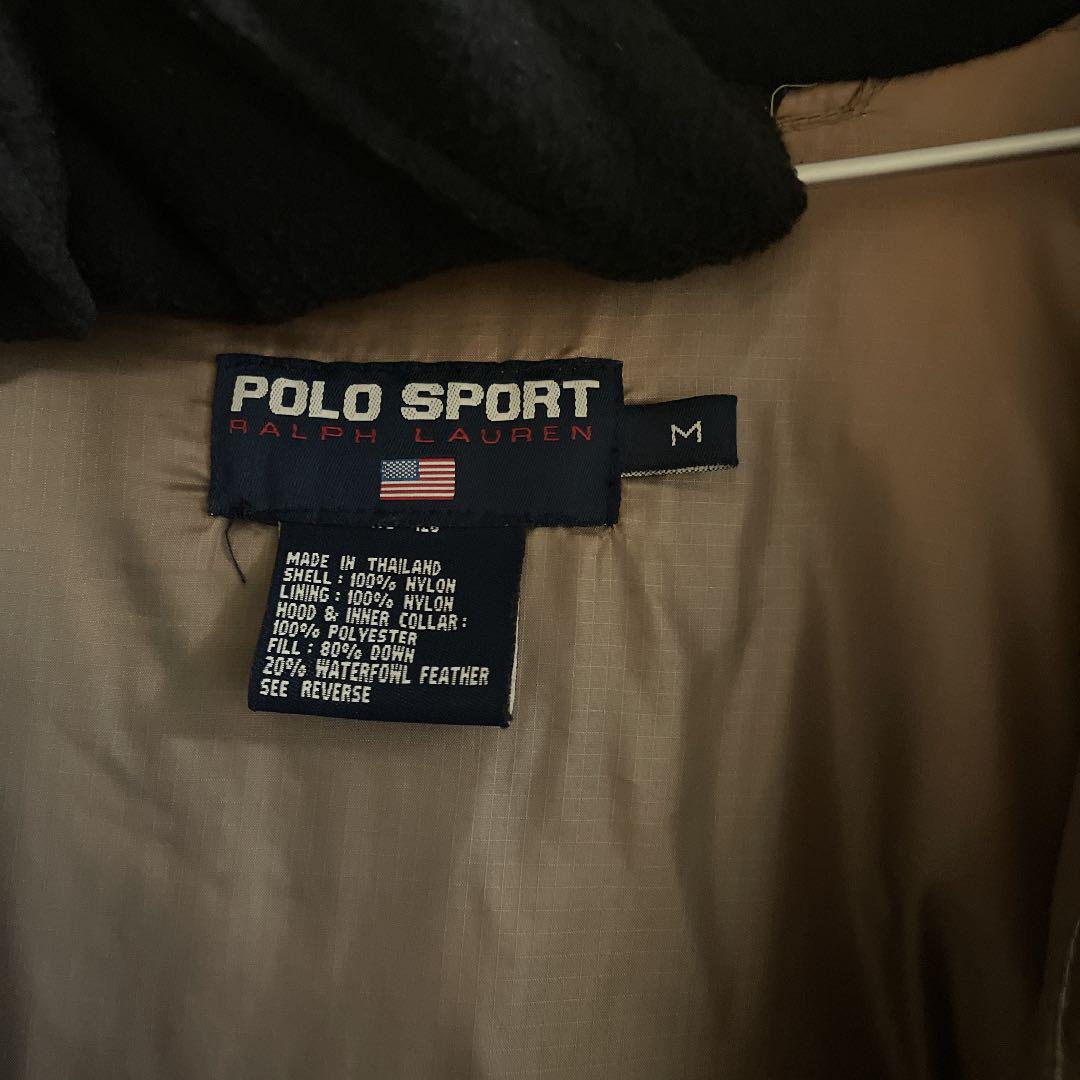 POLO SPORT
RALPH LAUREN
M
MADE IN THAILAND
SHELL : 100% NYLON
LINING : 100% NYLON
HOOD & INNER COLLAR :
100% POLYESTER
FILL : 80% DOWN
20% WATERFOWL FEATHER
SEE REVERSE